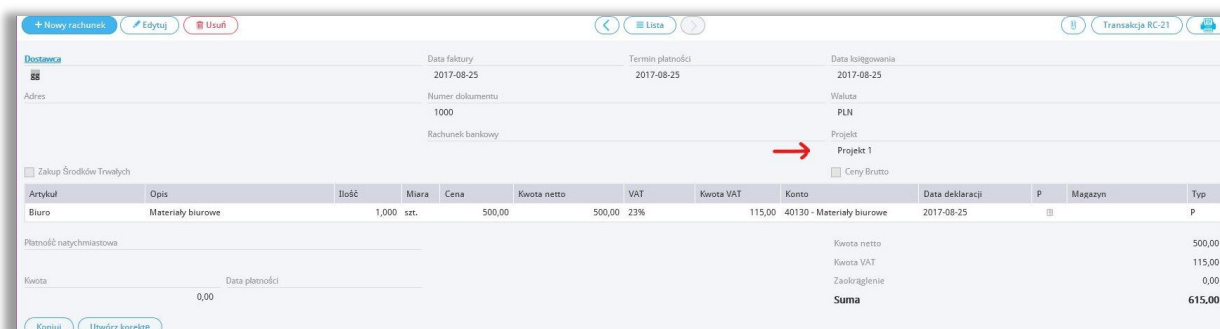 + Nowy rachunek Edytuj Usuń Lista Transakcja RC-21
Dostawca Data faktury Termin płatności Data księgowania
gg 2017-08-25 2017-08-25 2017-08-25
Adres Numer dokumentu Waluta
1000 PLN
Rachunek bankowy Projekt
Projekt 1
Zakup Środków Trwałych Ceny Brutto
Artykuł Opis Ilość Miara Cena Kwota netto VAT Kwota VAT Konto Data deklaracji P Magazyn Typ
Biuro Materiały biurowe 1,000 szt. 500,00 500,00 23% 115,00 40130 - Materiały biurowe 2017-08-25 P
Płatność natychmiastowa Kwota netto 500,00
Kwota VAT 115,00
Kwota Data płatności Zaokrąglenie 0,00
0,00 Suma 615,00
Kopiuj Utwórz korektę